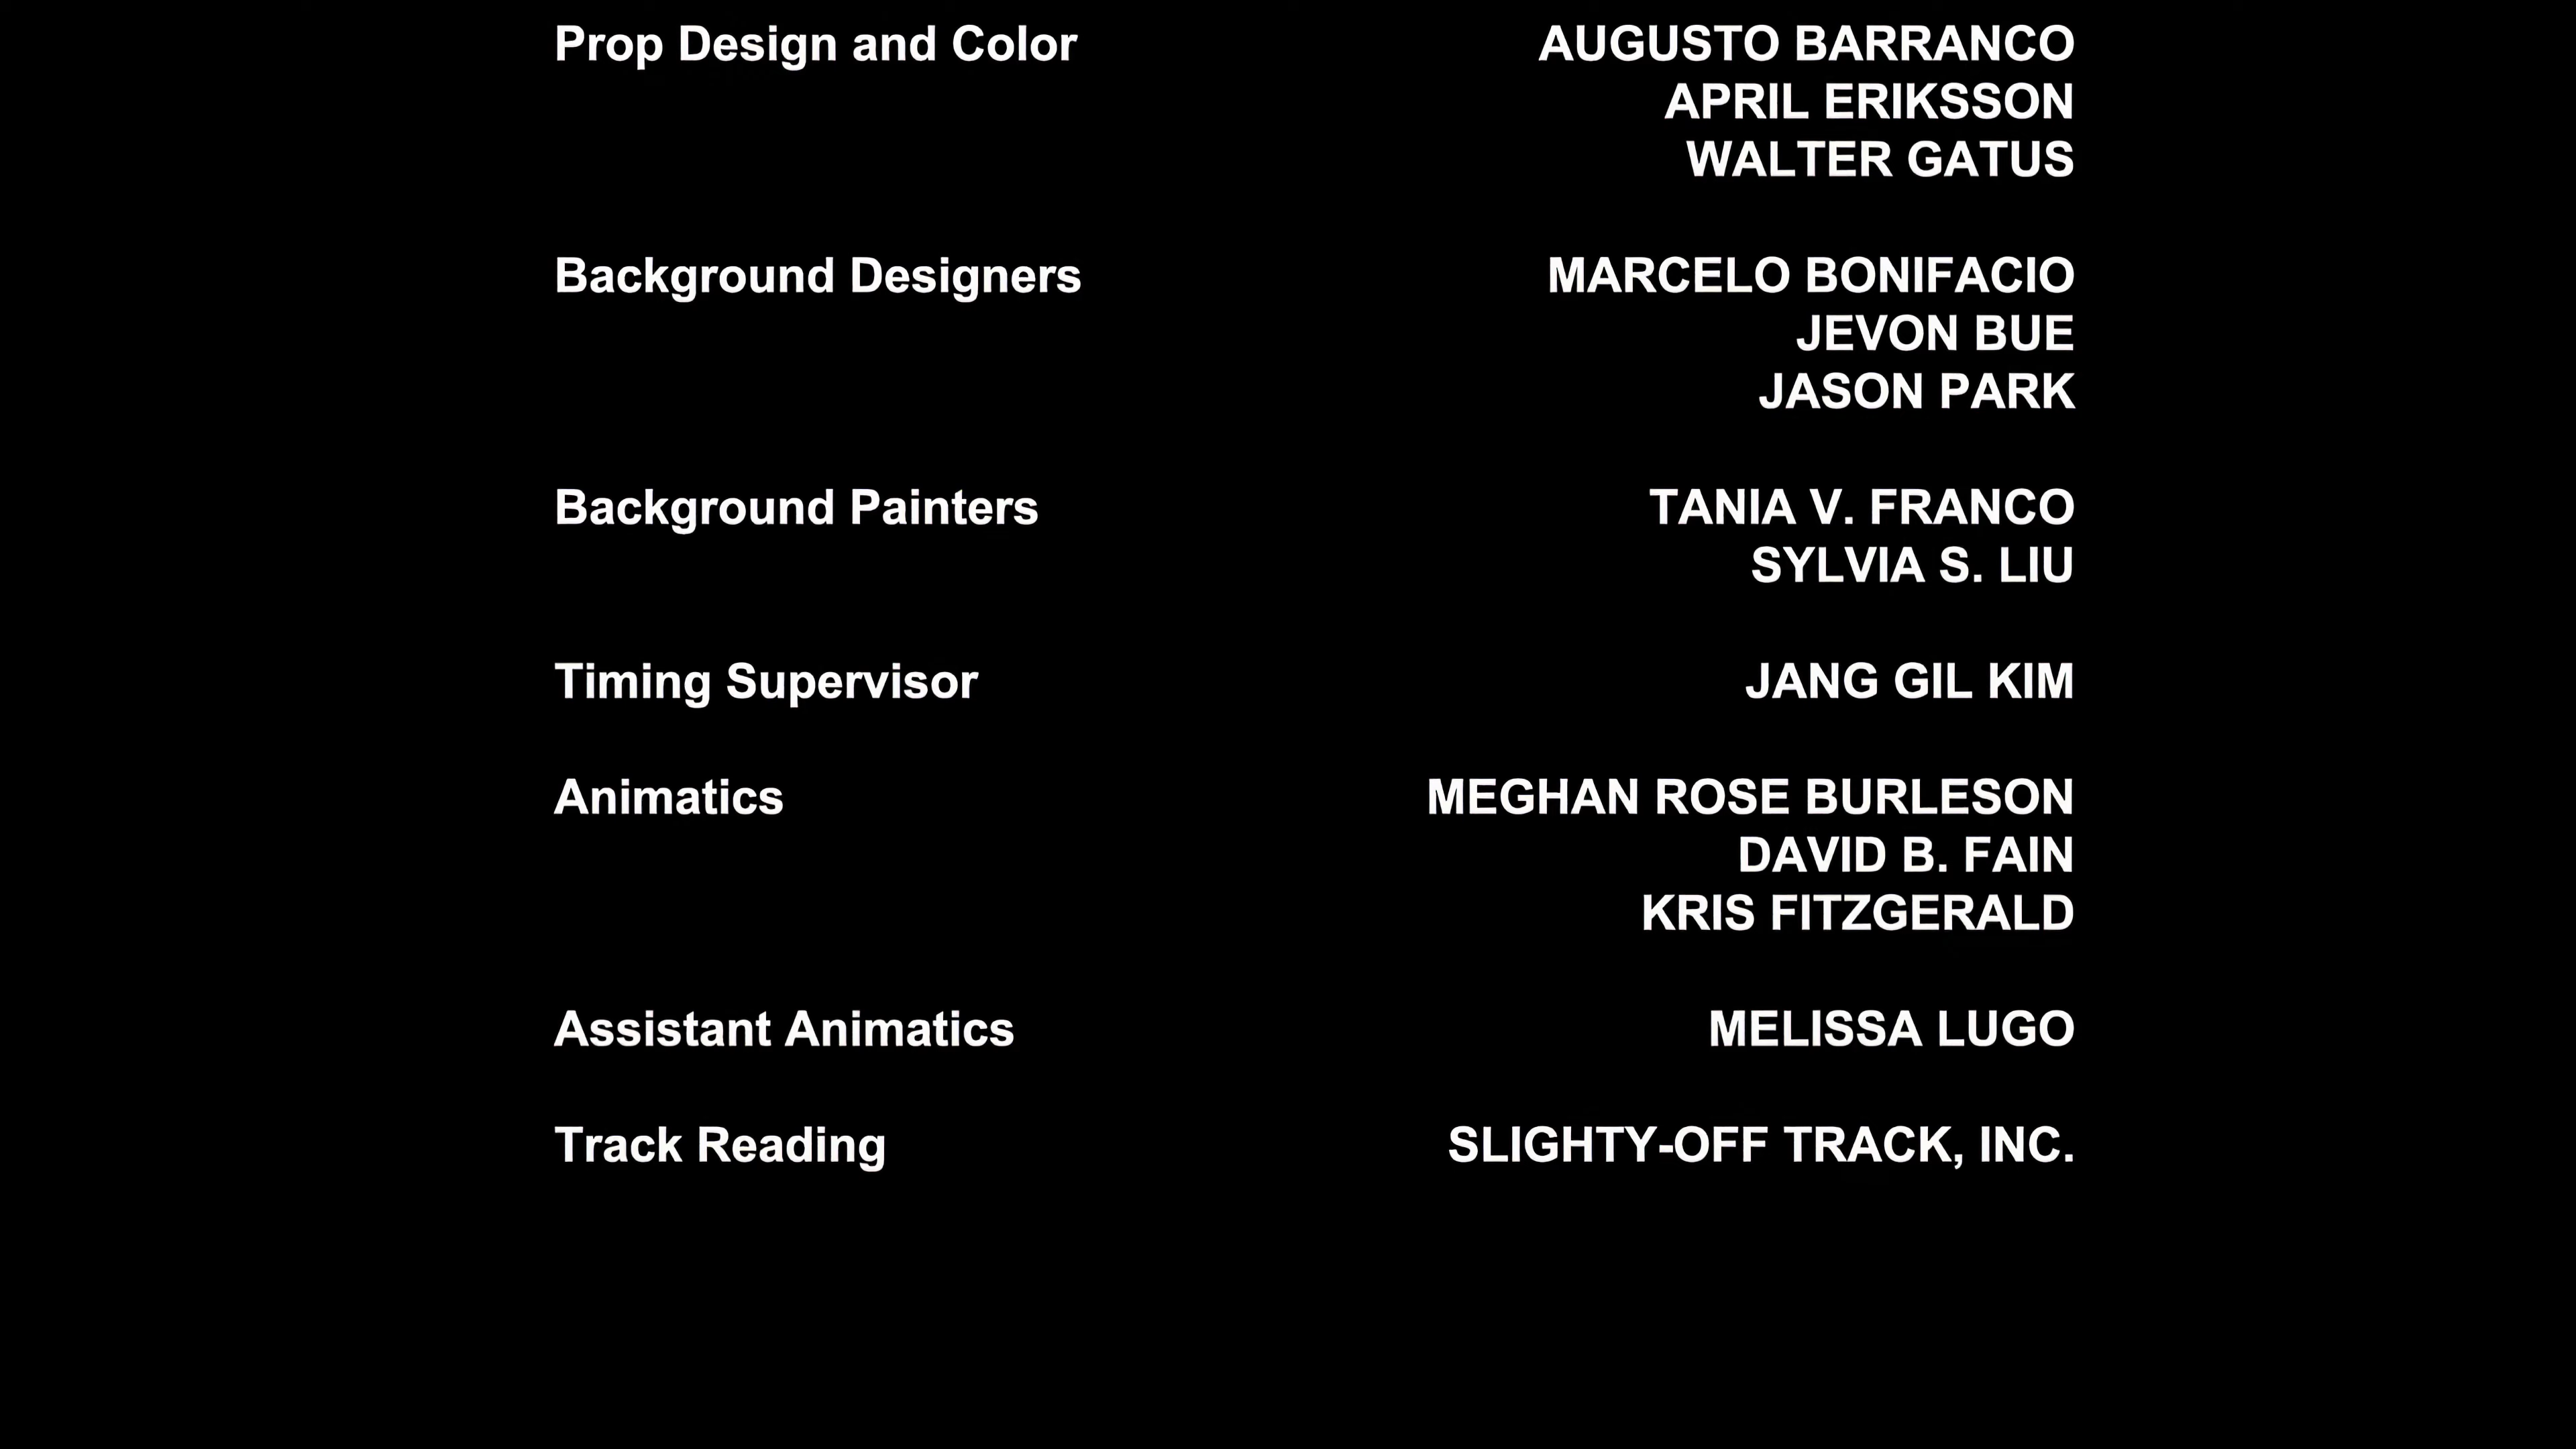 Prop Design and Color AUGUSTO BARRANCO
APRIL ERIKSSON
WALTER GATUS
Background Designers MARCELO BONIFACIO
JEVON BUE
JASON PARK
Background Painters TANIA V. FRANCO
SYLVIA S. LIU
Timing Supervisor JANG GIL KIM
Animatics MEGHAN ROSE BURLESON
DAVID B. FAIN
KRIS FITZGERALD
Assistant Animatics MELISSA LUGO
Track Reading SLIGHTY-OFF TRACK, INC.